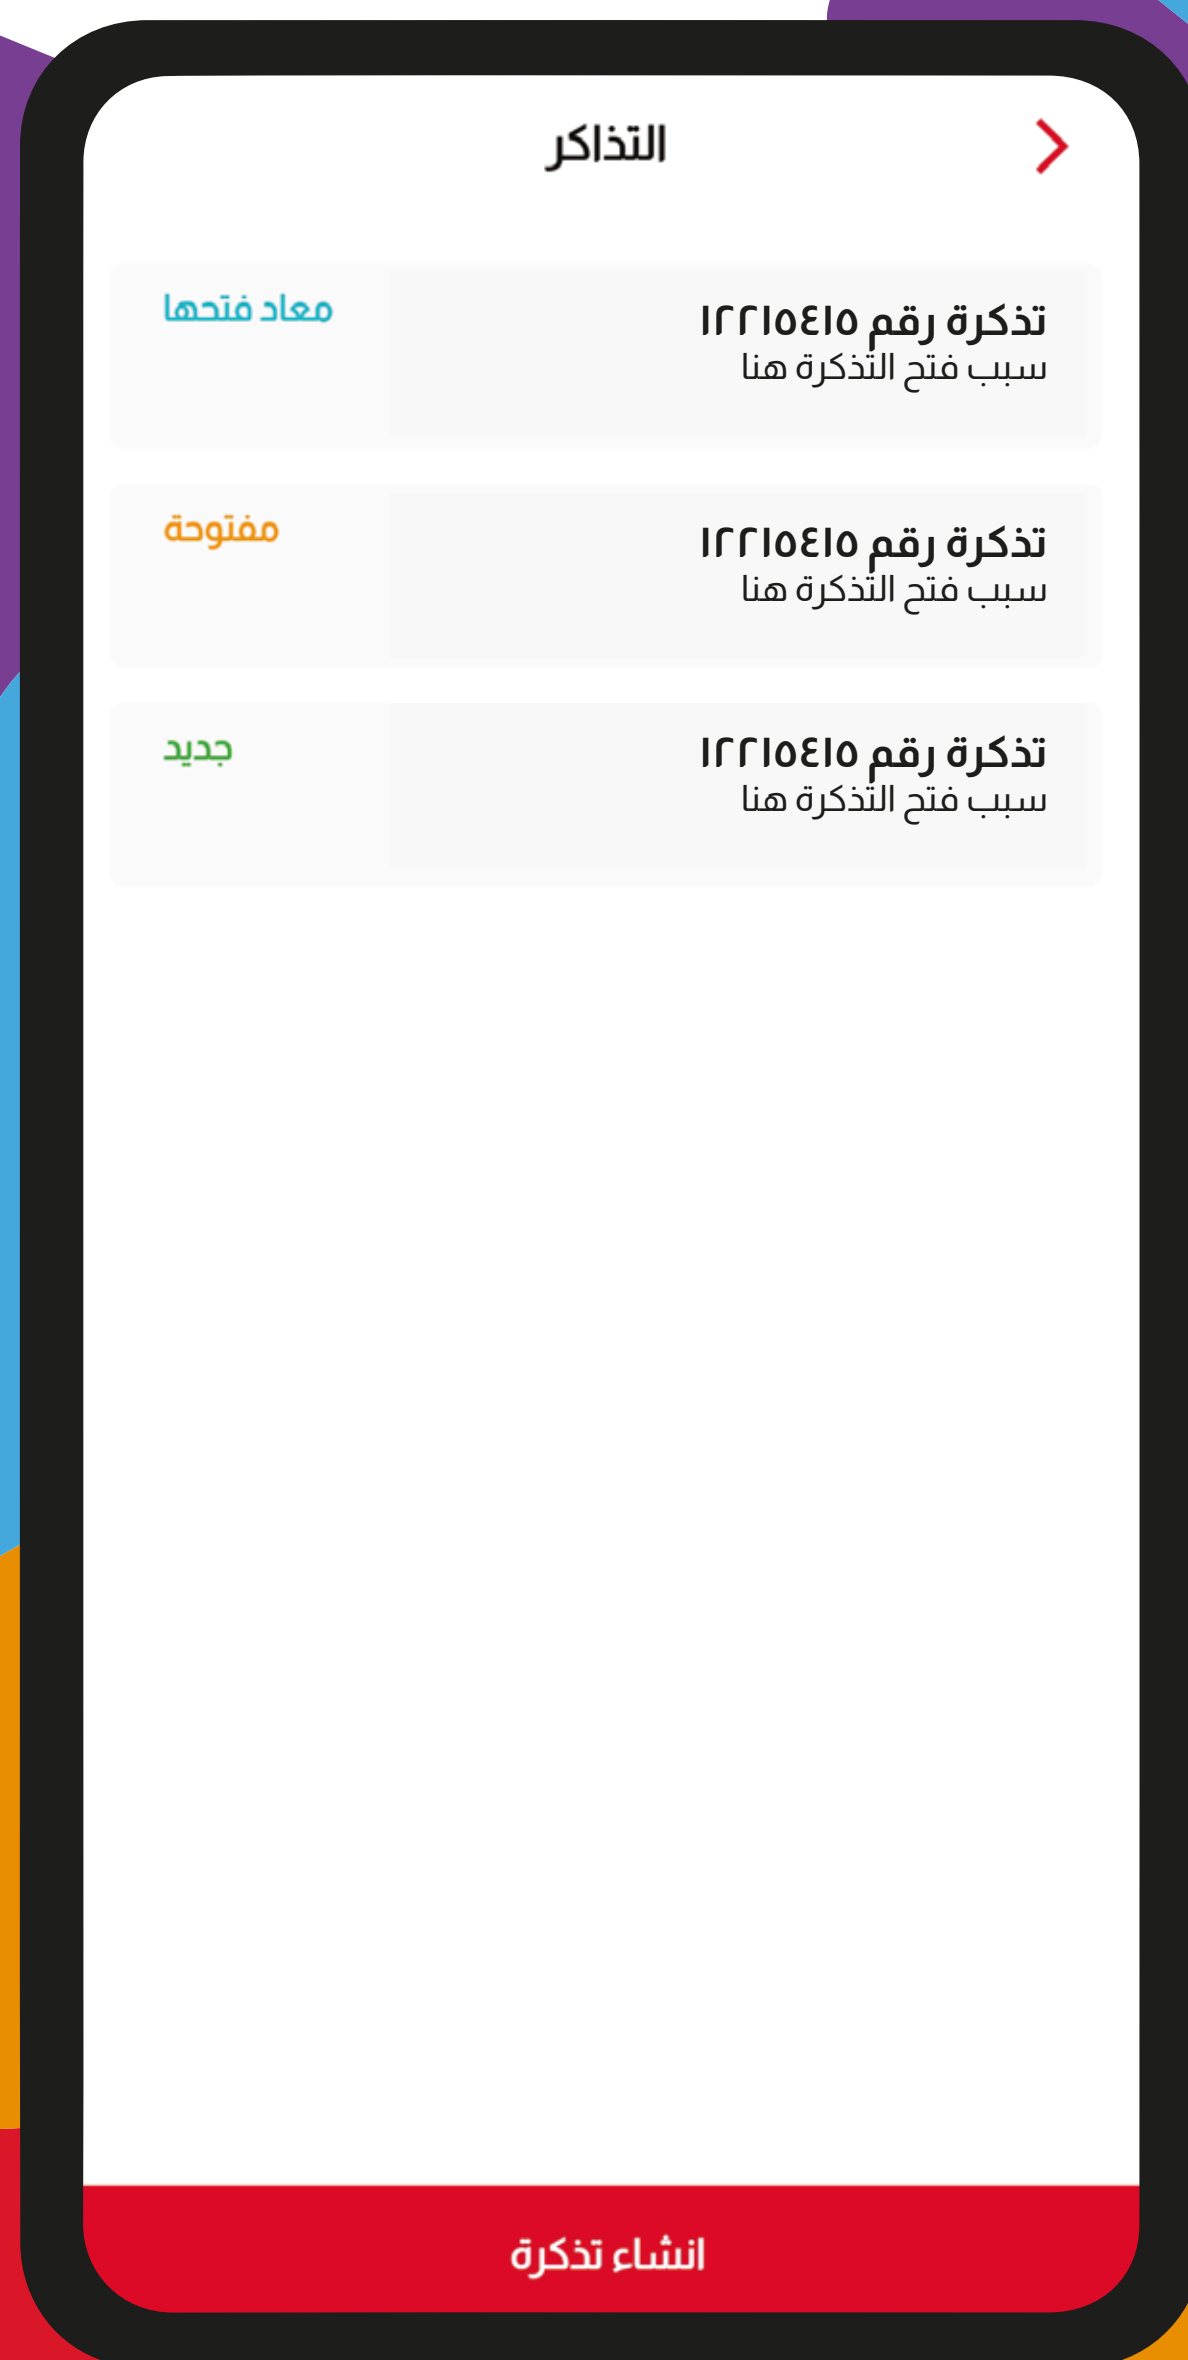 التذاكر
تذكرة رقم ١٢٢١٥٤١٥
معاد فتحها
سبب فتح التذكرة هنا
تذكرة رقم ١٢٢١٥٤١٥
مفتوحة
سبب فتح التذكرة هنا
تذكرة رقم ١٢٢١٥٤١٥
جديد
سبب فتح التذكرة هنا
انشاء تذكرة